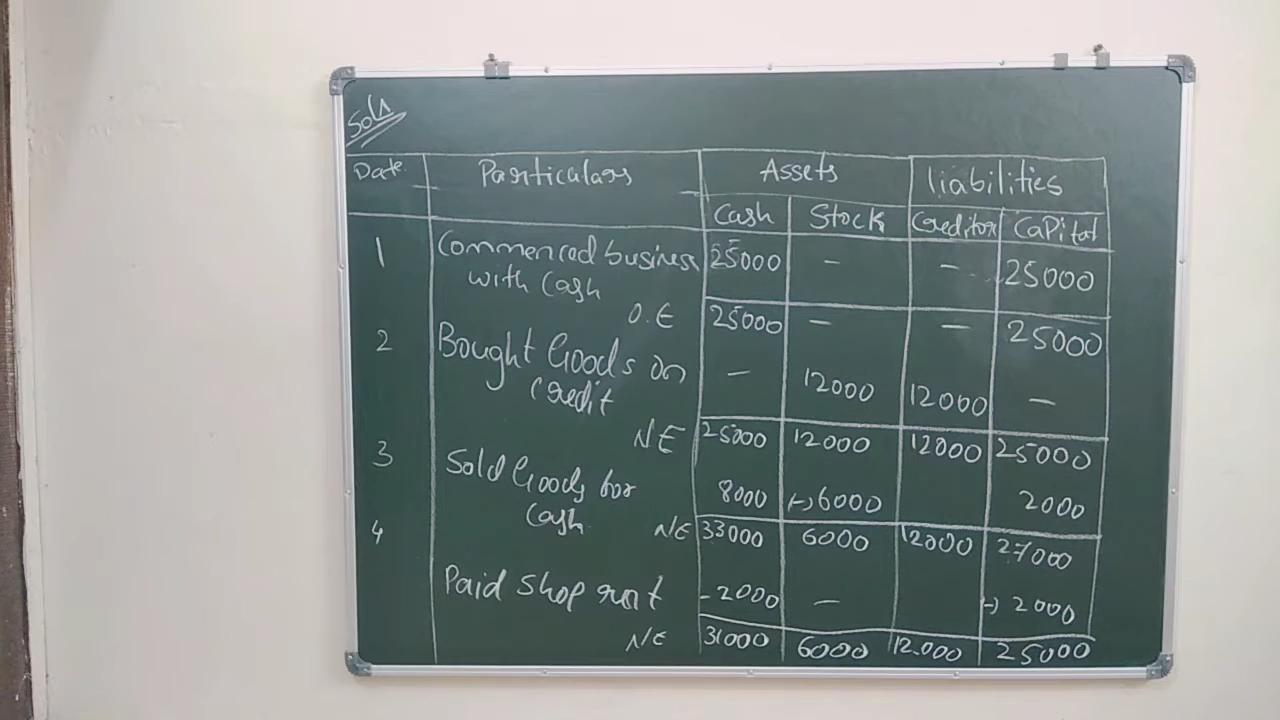 Soln
Date Particulars Assets liabilities
Cash Stock Creditor Capital
1 Commenced business 25000 - - 25000
with Cash
O.E 25000 - - 25000
2 Bought Goods on - 12000 12000 -
Credit
N E 25000 12000 12000 25000
3 Sold Goods for 8000 (-) 6000 2000
Cash
N E 33000 6000 12000 27000
4 Paid Shop rent - 2000 - (-) 2000
N E 31000 6000 12.000 25000